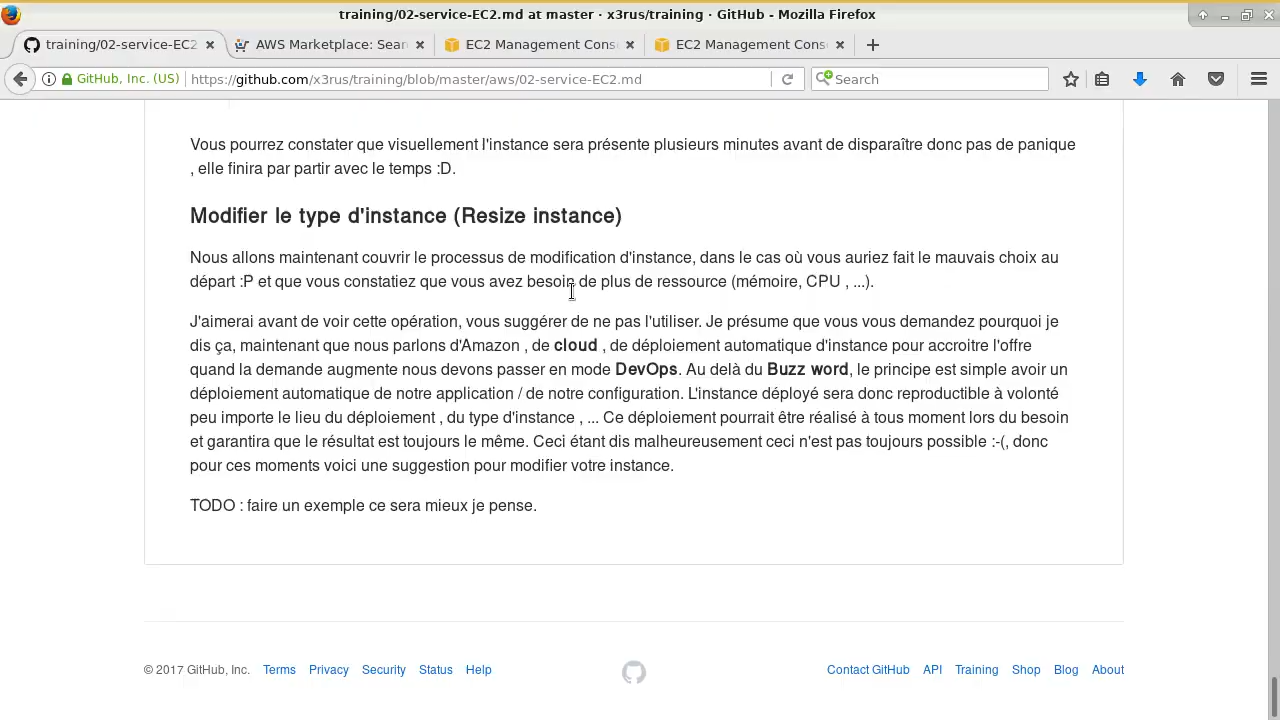 training/02-service-EC2.md at master · x3rus/training · GitHub - Mozilla Firefox
training/02-service-EC2
AWS Marketplace: Sear
EC2 Management Cons
EC2 Management Cons
GitHub, Inc. (US)
https://github.com/x3rus/training/blob/master/aws/02-service-EC2.md
Search
Vous pourrez constater que visuellement l'instance sera présente plusieurs minutes avant de disparaître donc pas de panique
, elle finira par partir avec le temps :D.
Modifier le type d'instance (Resize instance)
Nous allons maintenant couvrir le processus de modification d'instance, dans le cas où vous auriez fait le mauvais choix au
départ :P et que vous constatiez que vous avez besoin de plus de ressource (mémoire, CPU , ...).
J'aimerai avant de voir cette opération, vous suggérer de ne pas l'utiliser. Je présume que vous vous demandez pourquoi je
dis ça, maintenant que nous parlons d'Amazon , de cloud , de déploiement automatique d'instance pour accroitre l'offre
quand la demande augmente nous devons passer en mode DevOps. Au delà du Buzz word, le principe est simple avoir un
déploiement automatique de notre application / de notre configuration. L'instance déployé sera donc reproductible à volonté
peu importe le lieu du déploiement , du type d'instance , ... Ce déploiement pourrait être réalisé à tous moment lors du besoin
et garantira que le résultat est toujours le même. Ceci étant dis malheureusement ceci n'est pas toujours possible :-(, donc
pour ces moments voici une suggestion pour modifier votre instance.
TODO : faire un exemple ce sera mieux je pense.
© 2017 GitHub, Inc. Terms Privacy Security Status Help Contact GitHub API Training Shop Blog About